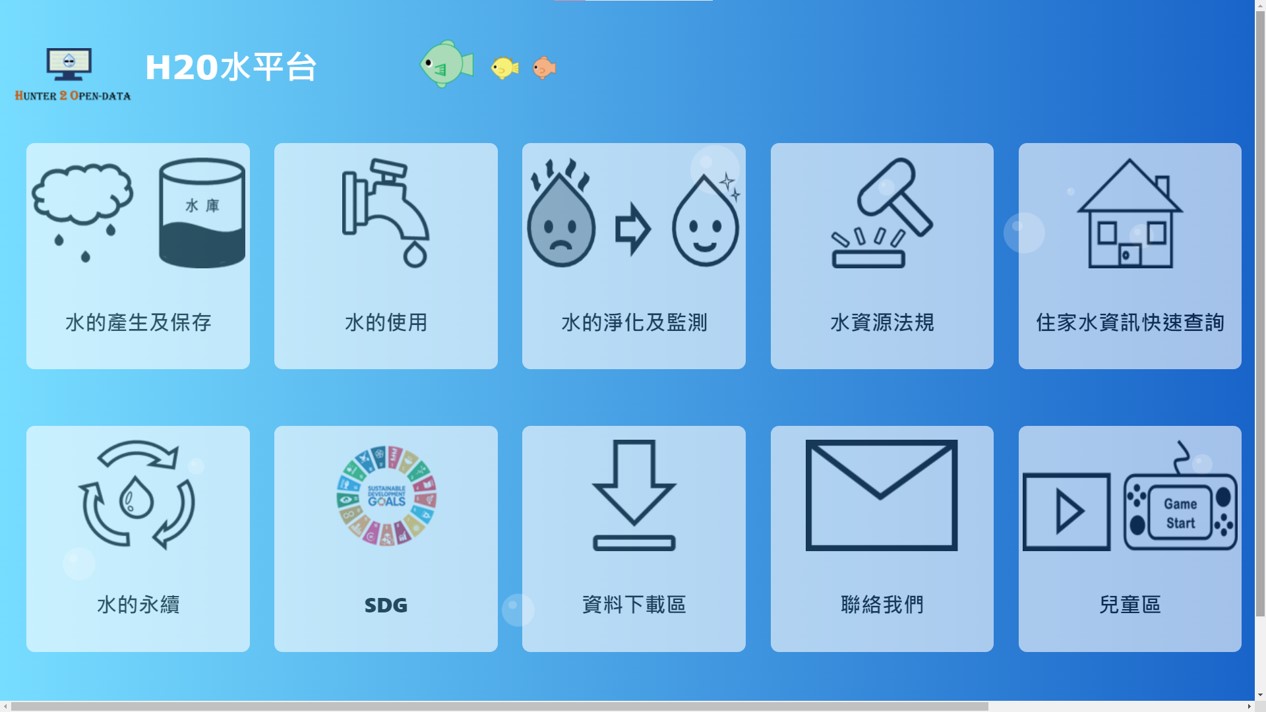 H20水平台
HUNTER 2 OPEN-DATA
水庫
水的產生及保存
水的使用
水的淨化及監測
水資源法規
住家水資訊快速查詢
SUSTAINABLE
DEVELOPMENT
GOALS
Game
Start
水的永續
SDG
資料下載區
聯絡我們
兒童區